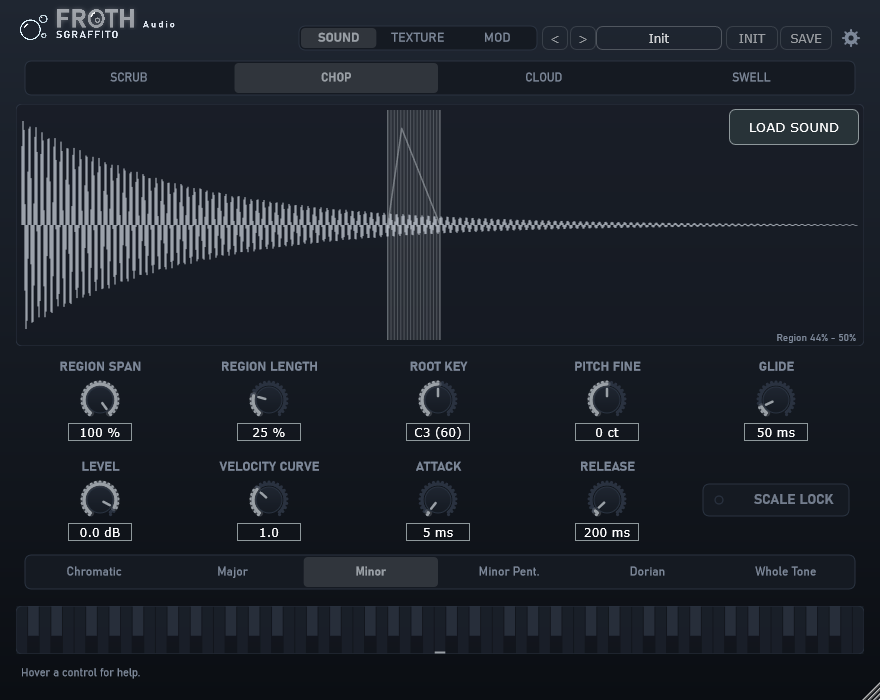 FROTH Audio
SGRAFFITO
SOUND TEXTURE MOD < > Init INIT SAVE
SCRUB CHOP CLOUD SWELL
LOAD SOUND
Region 44% - 50%
REGION SPAN REGION LENGTH ROOT KEY PITCH FINE GLIDE
100 % 25 % C3 (60) 0 ct 50 ms
LEVEL VELOCITY CURVE ATTACK RELEASE
SCALE LOCK
0.0 dB 1.0 5 ms 200 ms
Chromatic Major Minor Minor Pent. Dorian Whole Tone
Hover a control for help.